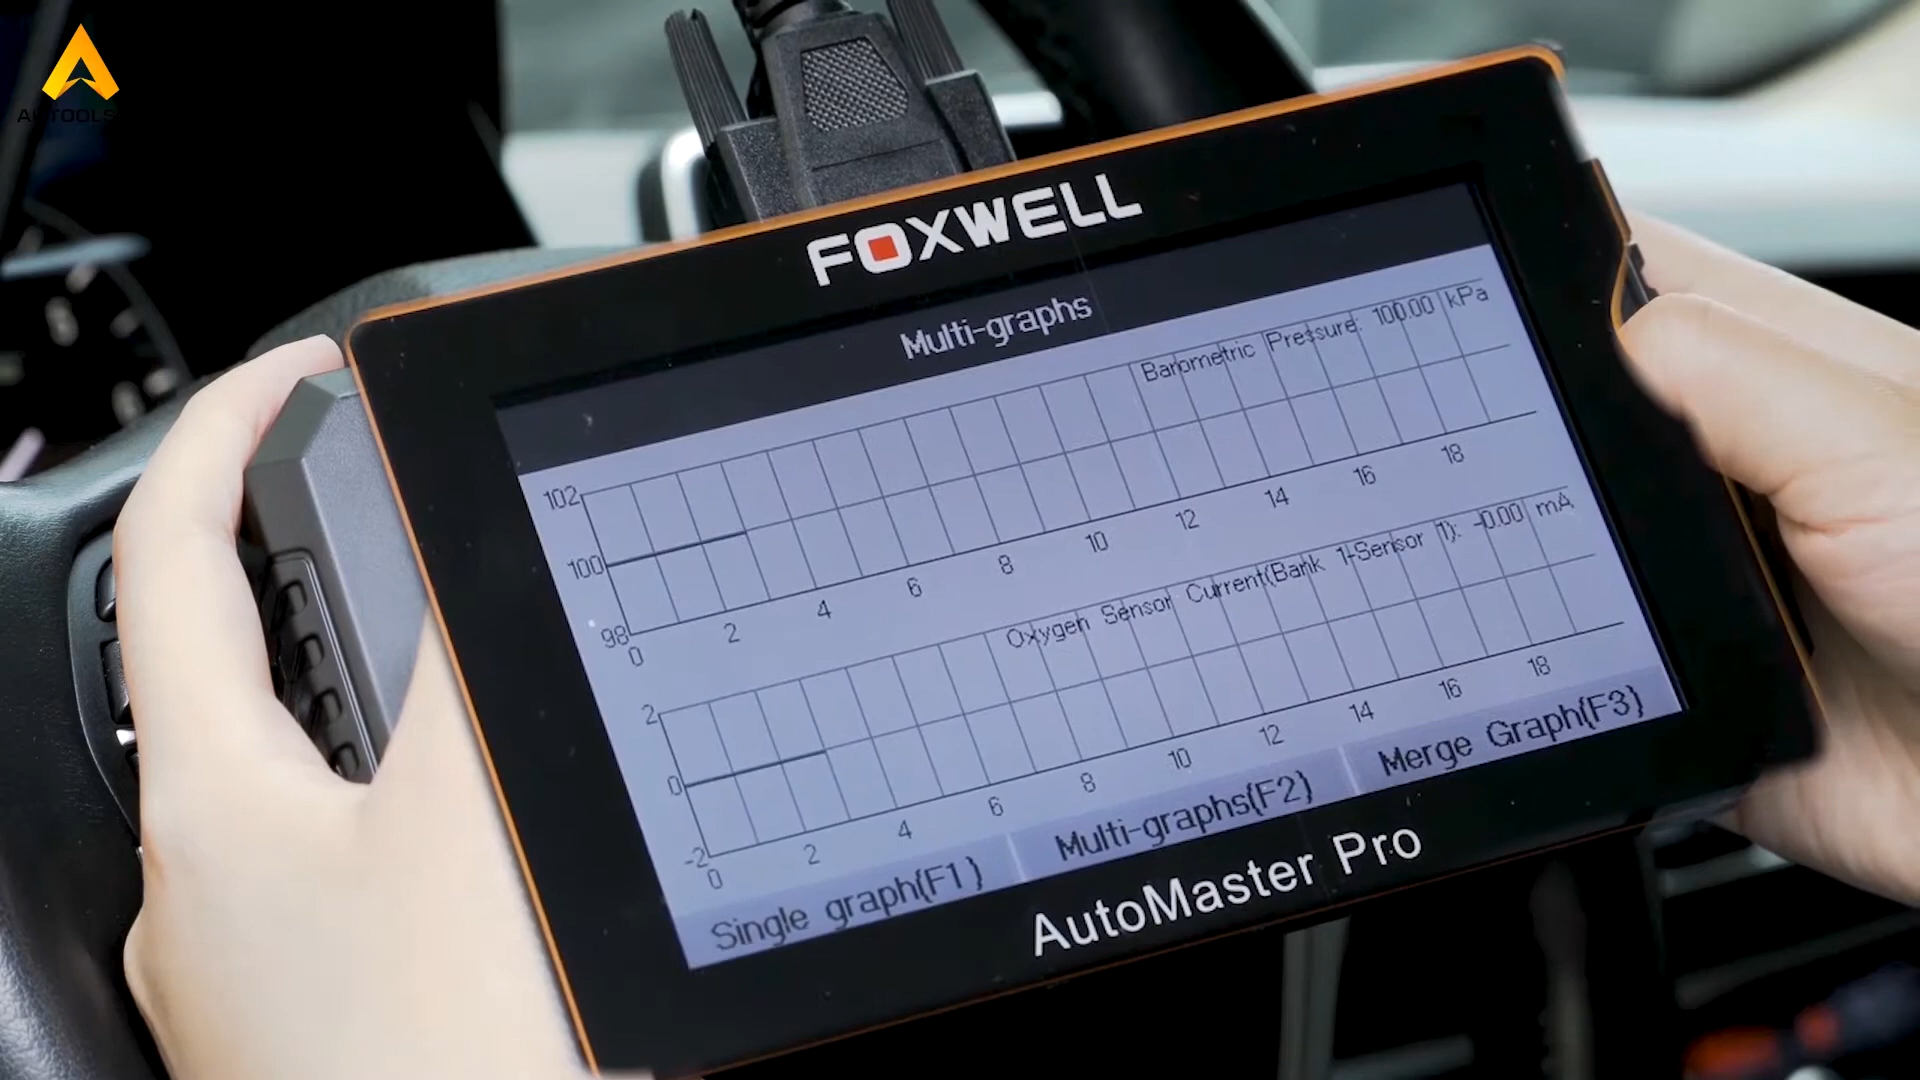 AUTOOLS
FOXWELL
Multi-graphs
Barometric Pressure: 100.00 kPa
102
100
98
0 2 4 6 8 10 12 14 16 18
Oxygen Sensor Current(Bank 1-Sensor 1): -0.00 mA
2
0
-2
0 2 4 6 8 10 12 14 16 18
Single graph(F1) Multi-graphs(F2) Merge Graph(F3)
AutoMaster Pro
8